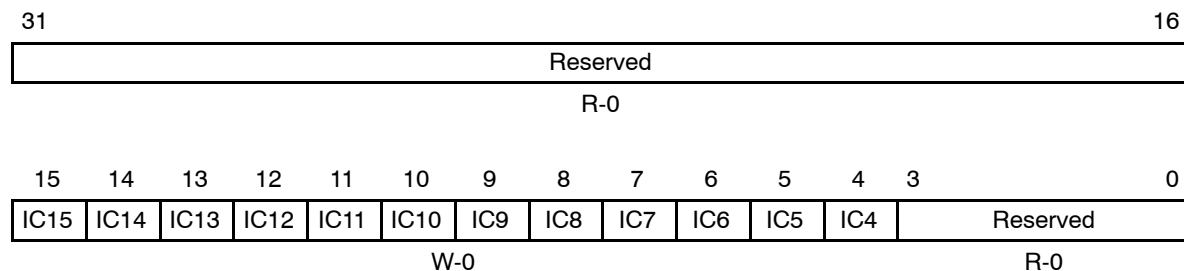 31 16
Reserved
R-0
15 14 13 12 11 10 9 8 7 6 5 4 3 0
IC15 IC14 IC13 IC12 IC11 IC10 IC9 IC8 IC7 IC6 IC5 IC4 Reserved
W-0 R-0